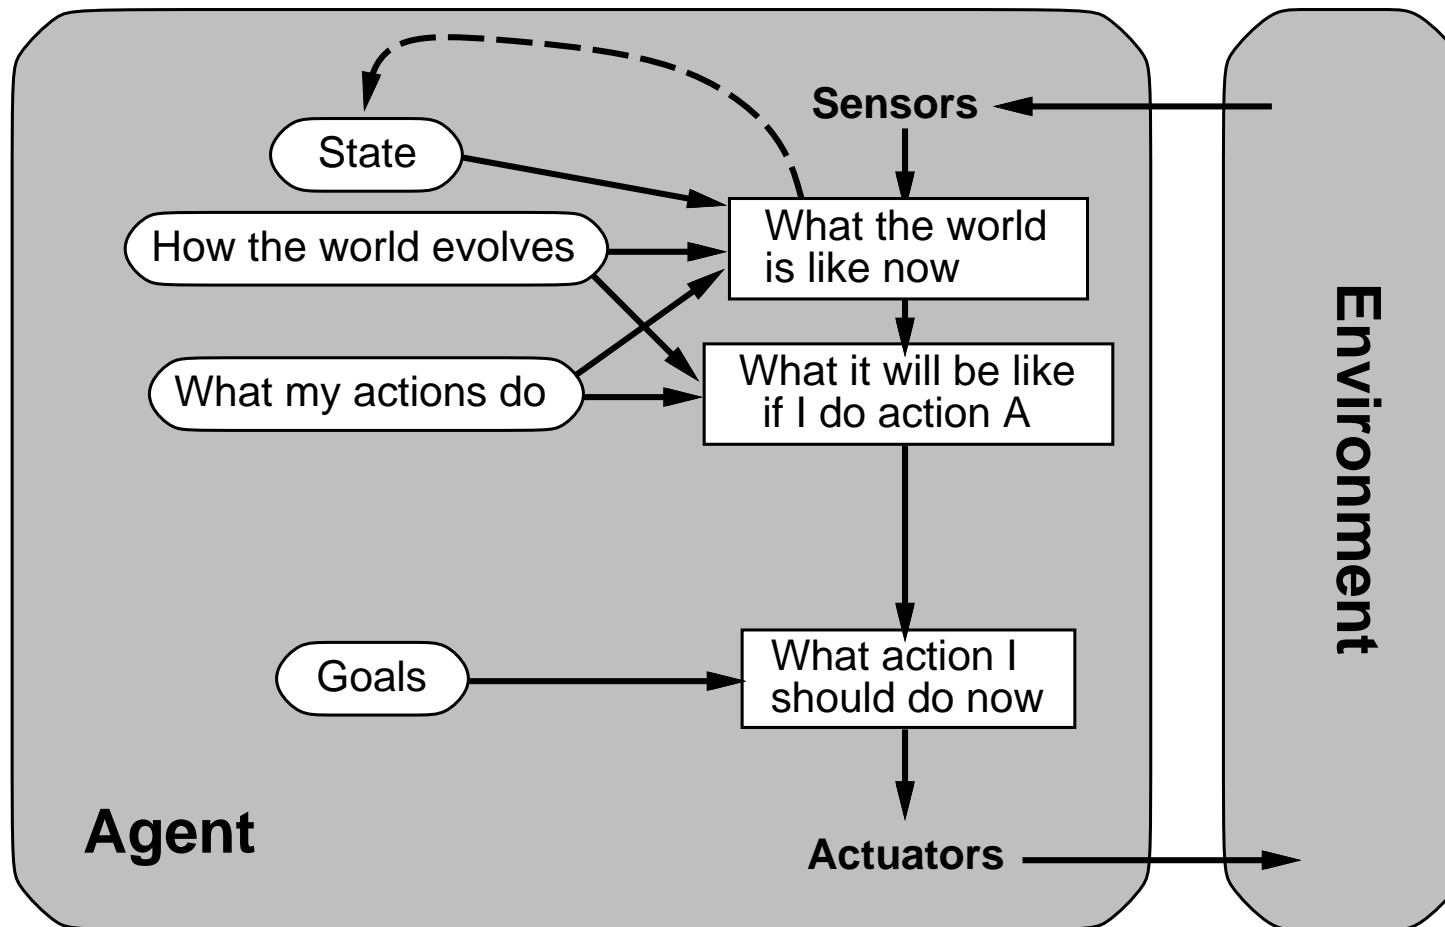 Sensors
State
What the world
is like now
How the world evolves
What it will be like
if I do action A
What my actions do
Environment
What action I
should do now
Goals
Agent
Actuators